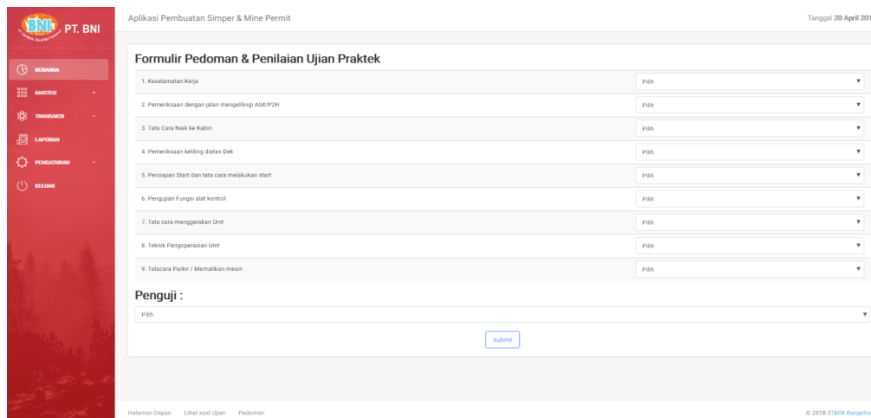 BNI PT. BNI
Aplikasi Pembuatan Simper & Mine Permit
Tanggal 20 April 201
BERANDA
MASTER
TRANSAKSI
LAPORAN
PENGATURAN
KELUAR
Formulir Pedoman & Penilaian Ujian Praktek
1. Keselamatan Kerja Pilih
2. Pemeriksaan dengan jalan mengelilingi Alat/P2H Pilih
3. Tata Cara Naik ke Kabin Pilih
4. Pemeriksaan keliling diatas Dek Pilih
5. Persiapan Start dan tata cara melakukan start Pilih
6. Pengujian Fungsi alat kontrol Pilih
7. Tata cara menggerakan Unit Pilih
8. Teknik Pengoperasian Unit Pilih
9. Tatacara Parkir / Mematikan mesin Pilih
Penguji :
Pilih
Submit
Halaman Depan Lihat soal Ujian Pedoman
© 2018 STMIK